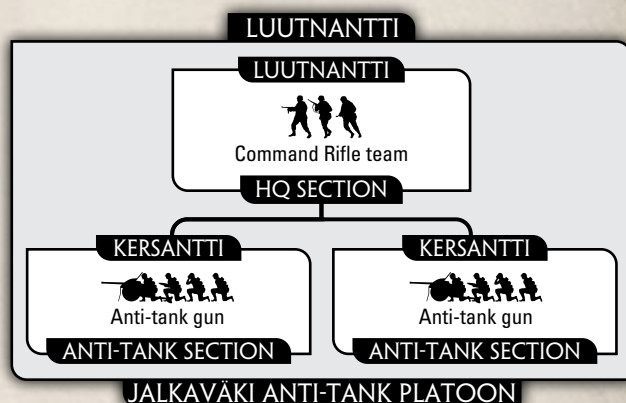 LUUTNANTTI
LUUTNANTTI
Command Rifle team
HQ SECTION
KERSANTTI
Anti-tank gun
ANTI-TANK SECTION
KERSANTTI
Anti-tank gun
ANTI-TANK SECTION
JALKAVÄKI ANTI-TANK PLATOON